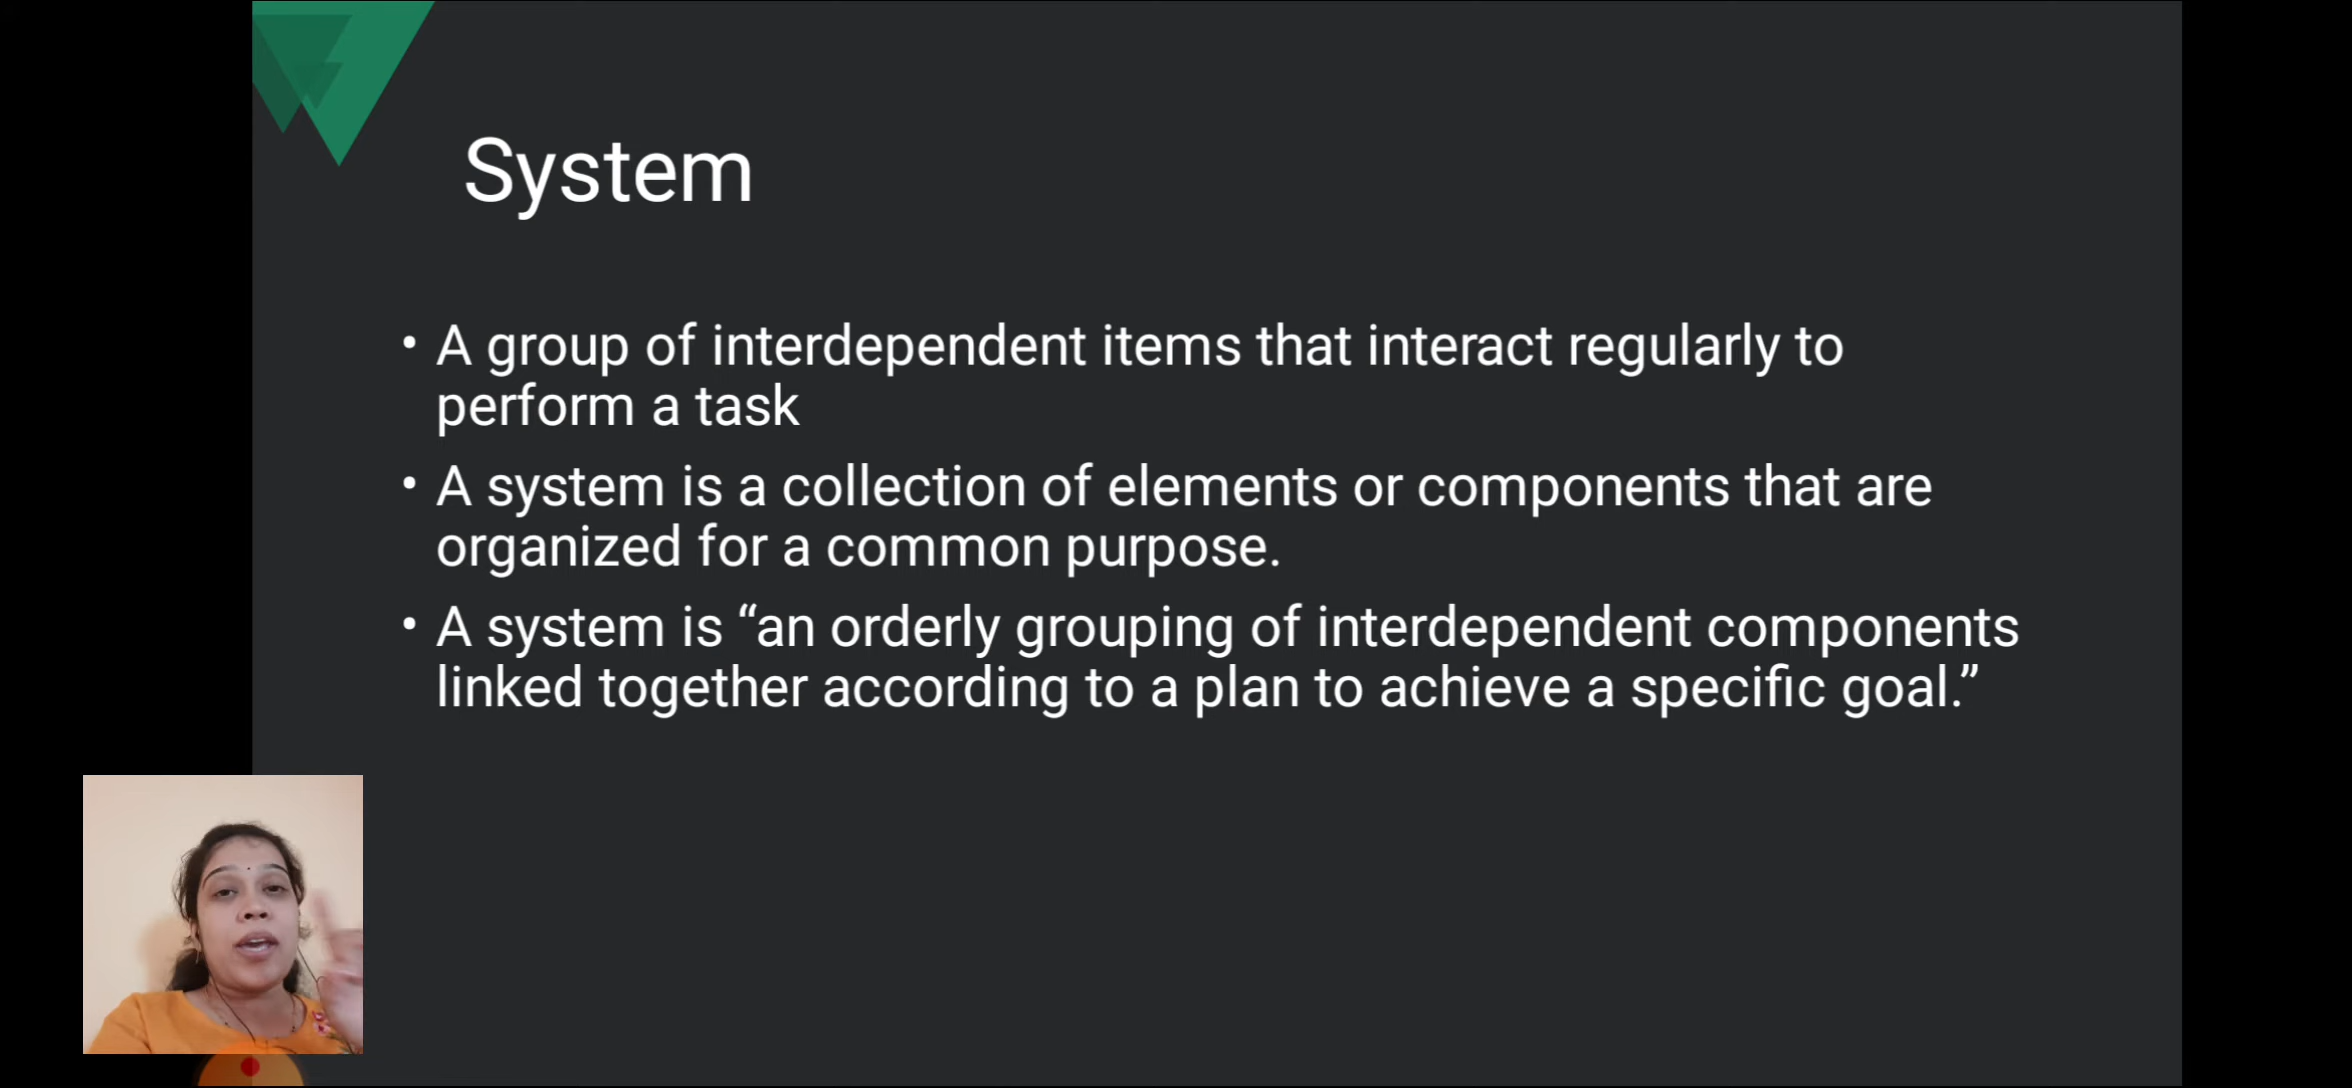 System
• A group of interdependent items that interact regularly to
perform a task
• A system is a collection of elements or components that are
organized for a common purpose.
• A system is “an orderly grouping of interdependent components
linked together according to a plan to achieve a specific goal.”